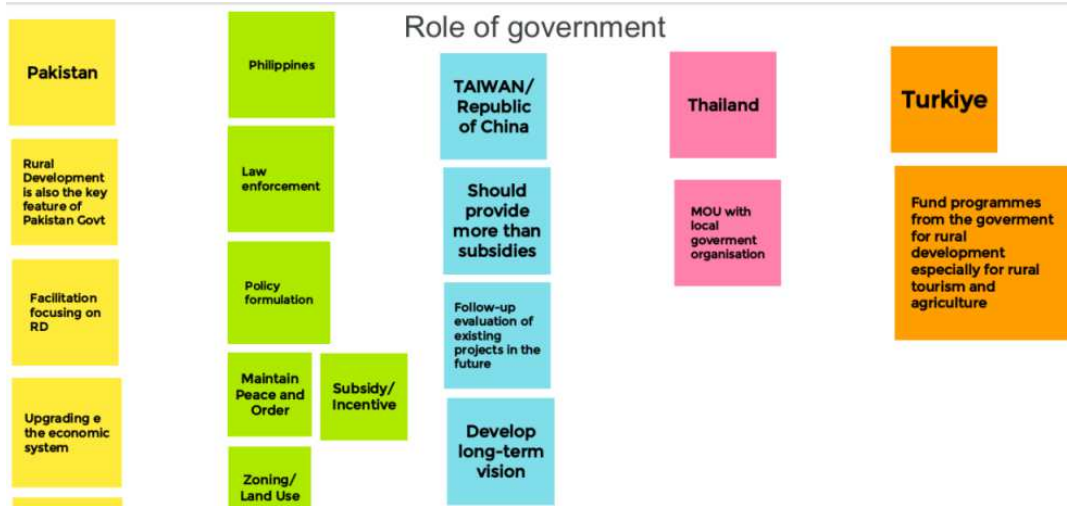 Role of government
Pakistan
Rural
Development
is also the key
feature of
Pakistan Govt
Facilitation
focusing on
RD
Upgrading e
the economic
system
Philippines
Law
enforcement
Policy
formulation
Maintain
Peace and
Order
Subsidy/
Incentive
Zoning/
Land Use
TAIWAN/
Republic
of China
Should
provide
more than
subsidies
Follow-up
evaluation of
existing
projects in the
future
Develop
long-term
vision
Thailand
MOU with
local
goverment
organisation
Turkiye
Fund programmes
from the goverment
for rural
development
especially for rural
tourism and
agriculture